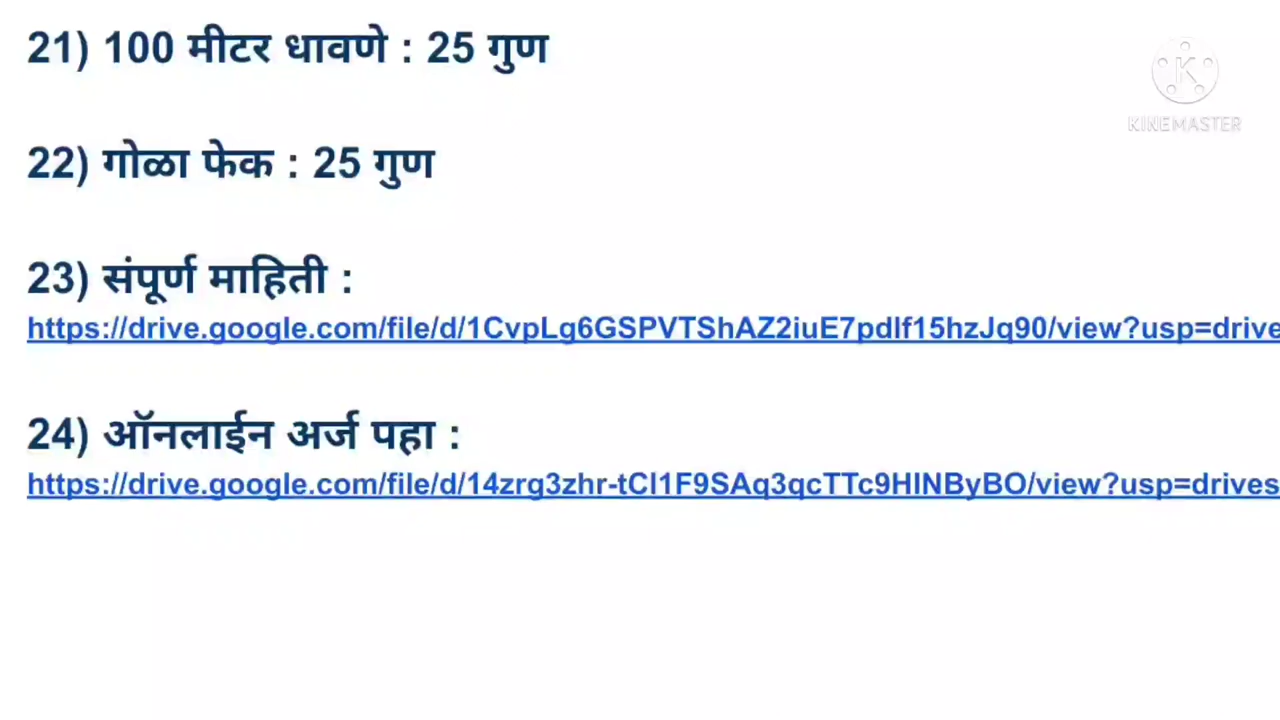 21) 100 मीटर धावणे : 25 गुण
22) गोळा फेक : 25 गुण
23) संपूर्ण माहिती :
https://drive.google.com/file/d/1CvpLg6GSPVTShAZ2iuE7pdlf15hzJq90/view?usp=drive
24) ऑनलाईन अर्ज पहा :
https://drive.google.com/file/d/14zrg3zhr-tCl1F9SAq3qcTTc9HlNByBO/view?usp=drives
K
KINEMASTER